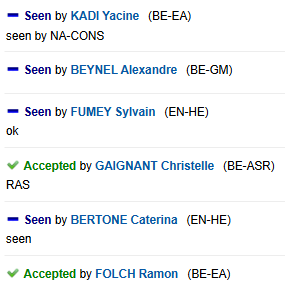 Seen by KADI Yacine (BE-EA)
seen by NA-CONS
Seen by BEYNEL Alexandre (BE-GM)
Seen by FUMEY Sylvain (EN-HE)
ok
Accepted by GAIGNANT Christelle (BE-ASR)
RAS
Seen by BERTONE Caterina (EN-HE)
seen
Accepted by FOLCH Ramon (BE-EA)